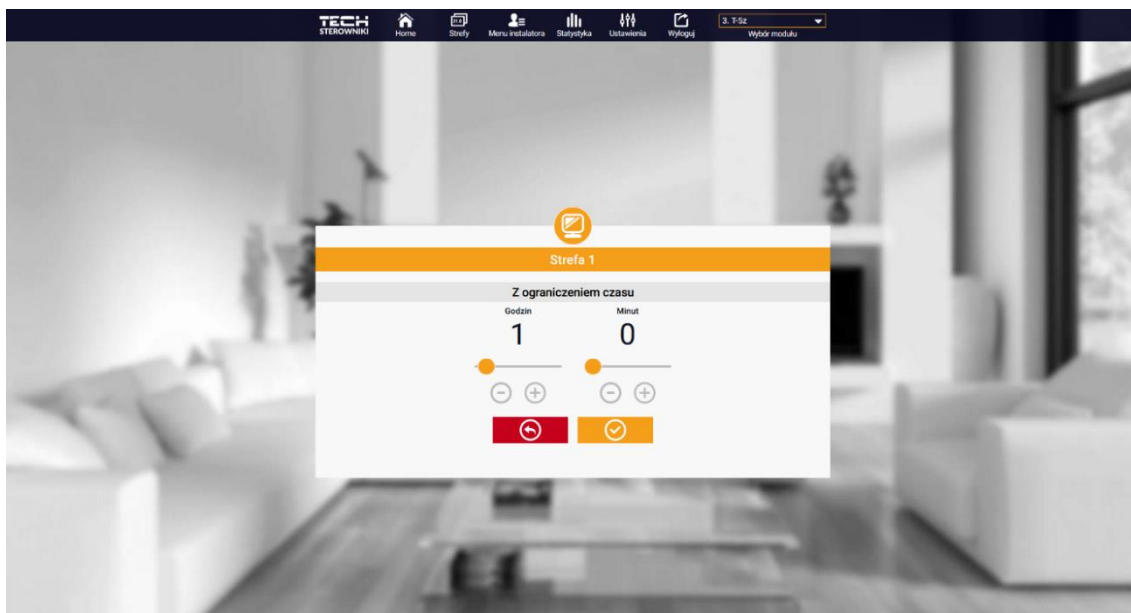 TECH
STEROWNIKI
Home
Strefy
Menu instalatora
Statystyka
Ustawienia
Wyloguj
3. T-Sz
Wybór modułu
Strefa 1
Z ograniczeniem czasu
Godzin Minut
1 0